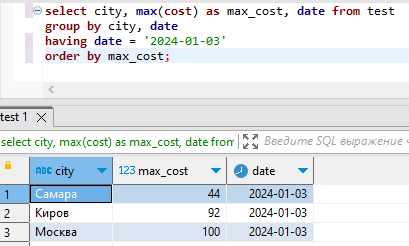 select city, max(cost) as max_cost, date from test
group by city, date
having date = '2024-01-03'
order by max_cost;
test 1
select city, max(cost) as max_cost, date from
Введите SQL выражение ч
ABC city
123 max_cost
date
1 Самара 44 2024-01-03
2 Киров 92 2024-01-03
3 Москва 100 2024-01-03